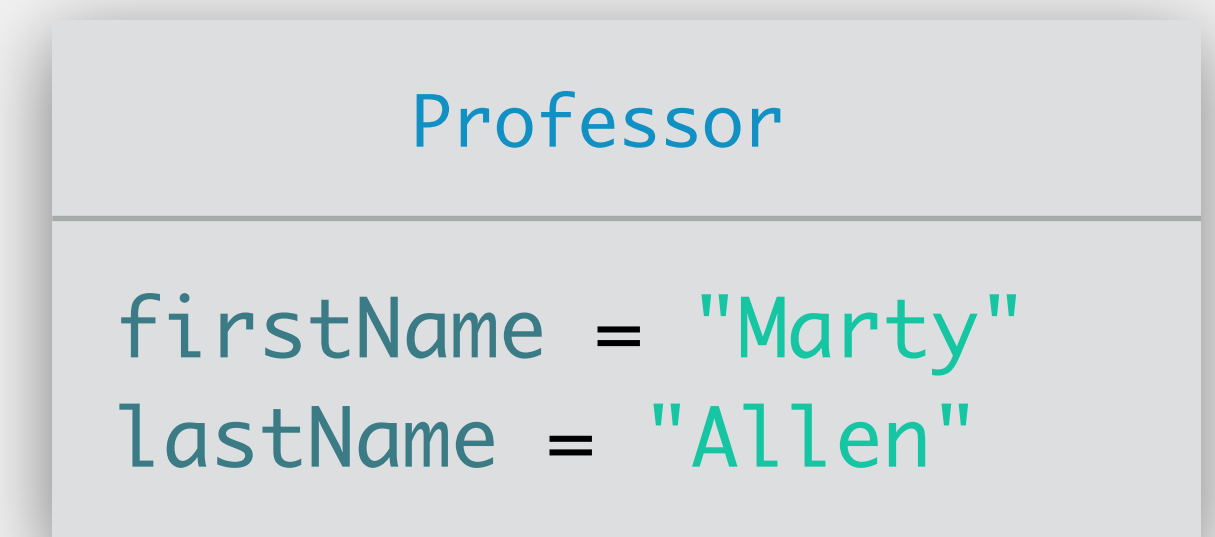 Professor
firstName = "Marty"
lastName = "Allen"